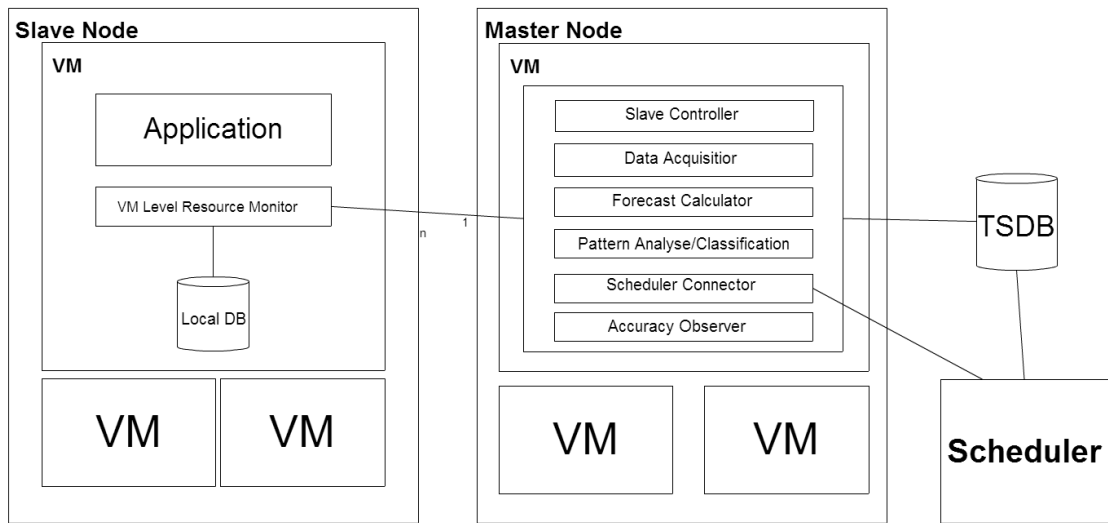 Slave Node
VM
Application
VM Level Resource Monitor
Local DB
VM
VM
n
1
Master Node
VM
Slave Controller
Data Acquisitior
Forecast Calculator
Pattern Analyse/Classification
Scheduler Connector
Accuracy Observer
VM
VM
TSDB
Scheduler